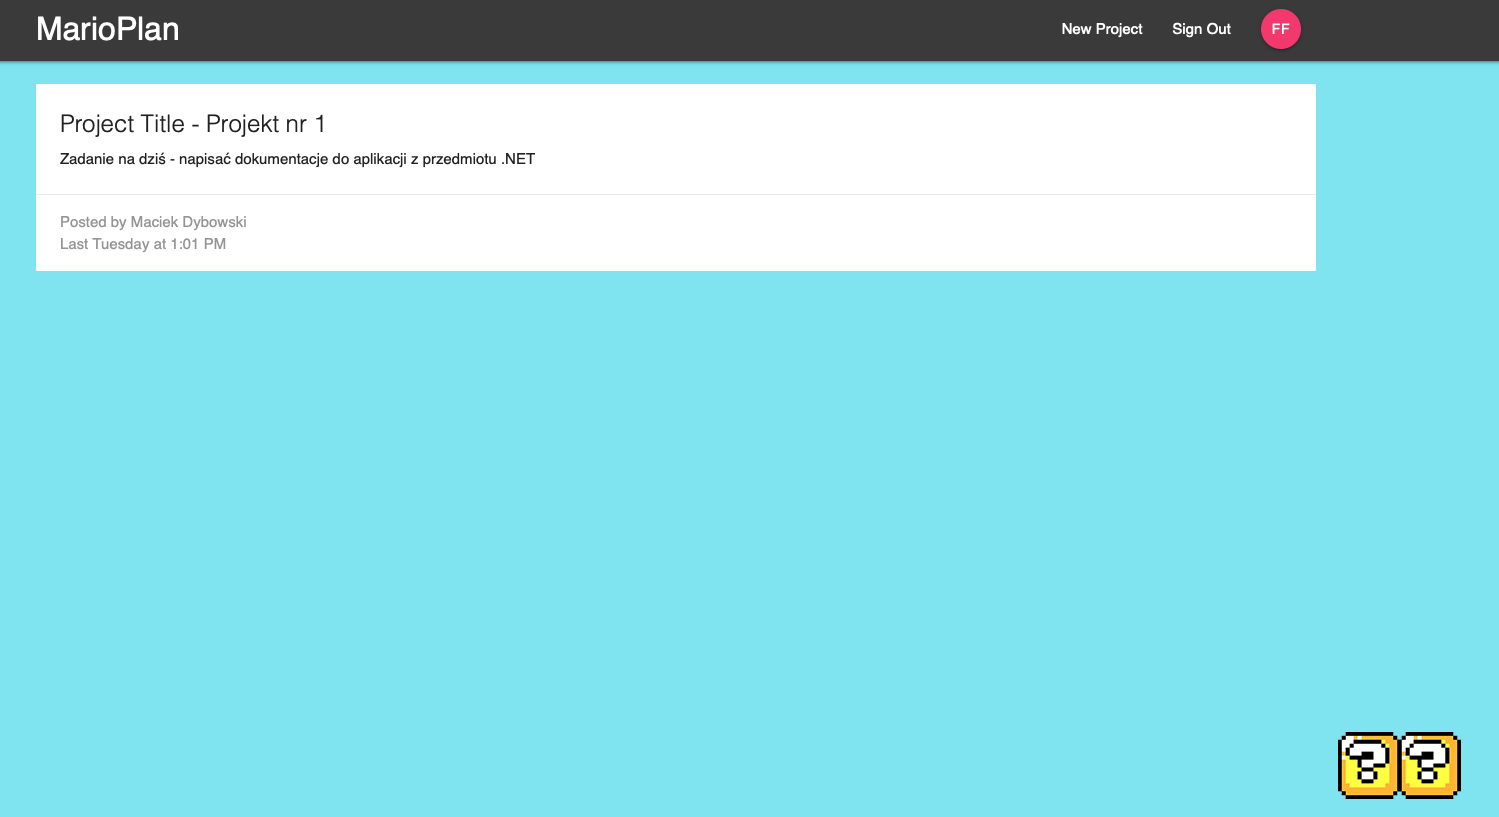 MarioPlan
New Project
Sign Out
FF
Project Title - Projekt nr 1
Zadanie na dziś - napisać dokumentacje do aplikacji z przedmiotu .NET
Posted by Maciek Dybowski
Last Tuesday at 1:01 PM
? ?